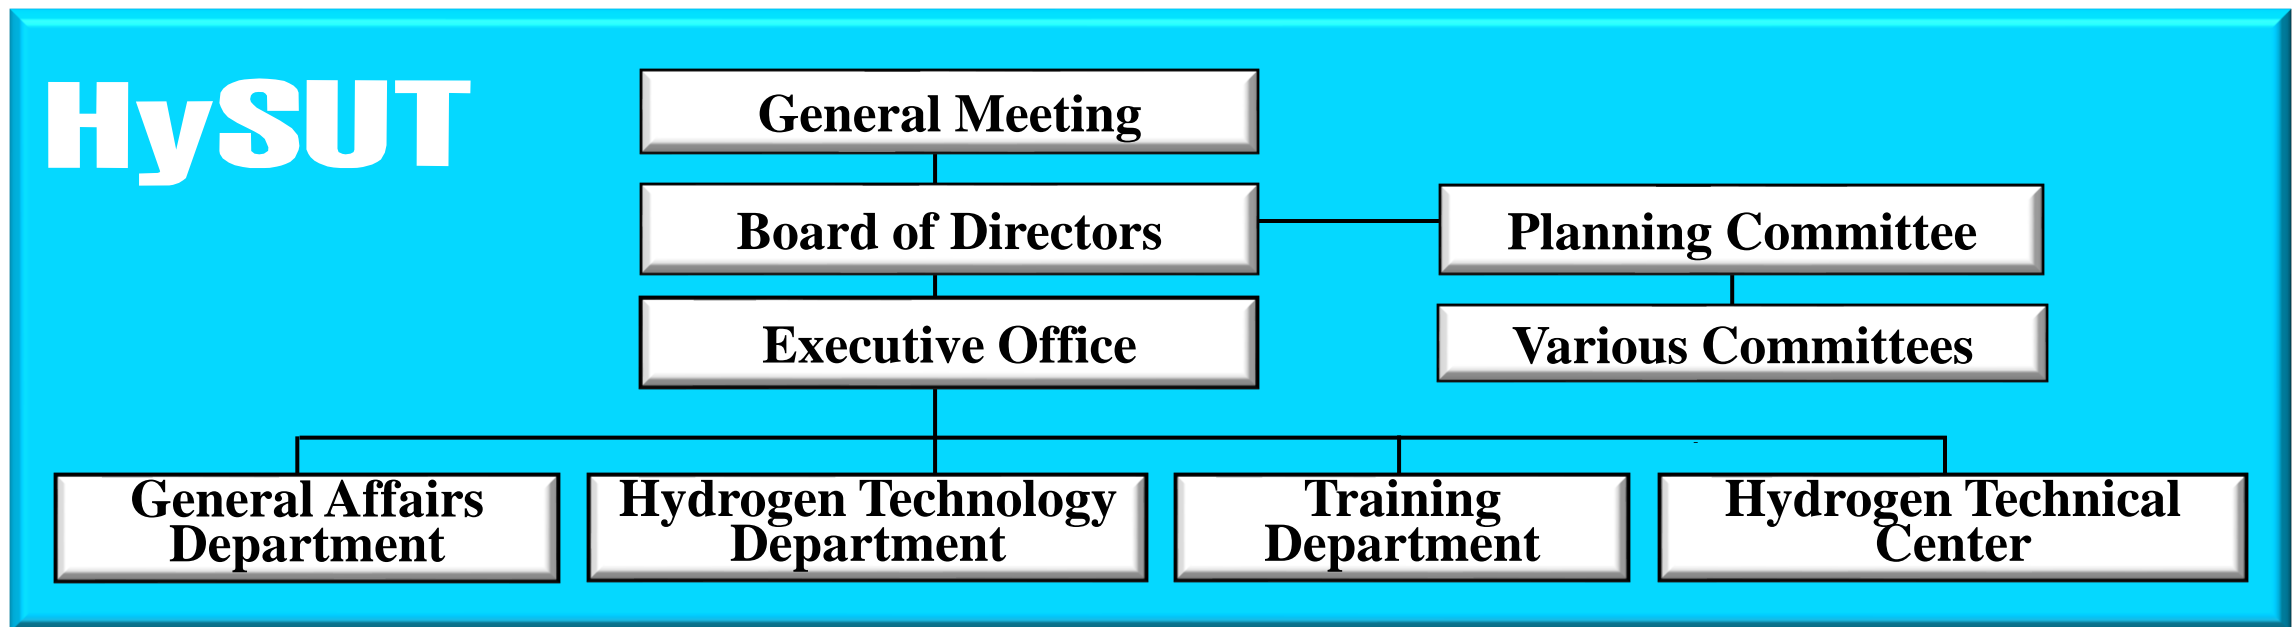 HySUT
General Meeting
Board of Directors
Planning Committee
Executive Office
Various Committees
General Affairs
Department
Hydrogen Technology
Department
Training
Department
Hydrogen Technical
Center